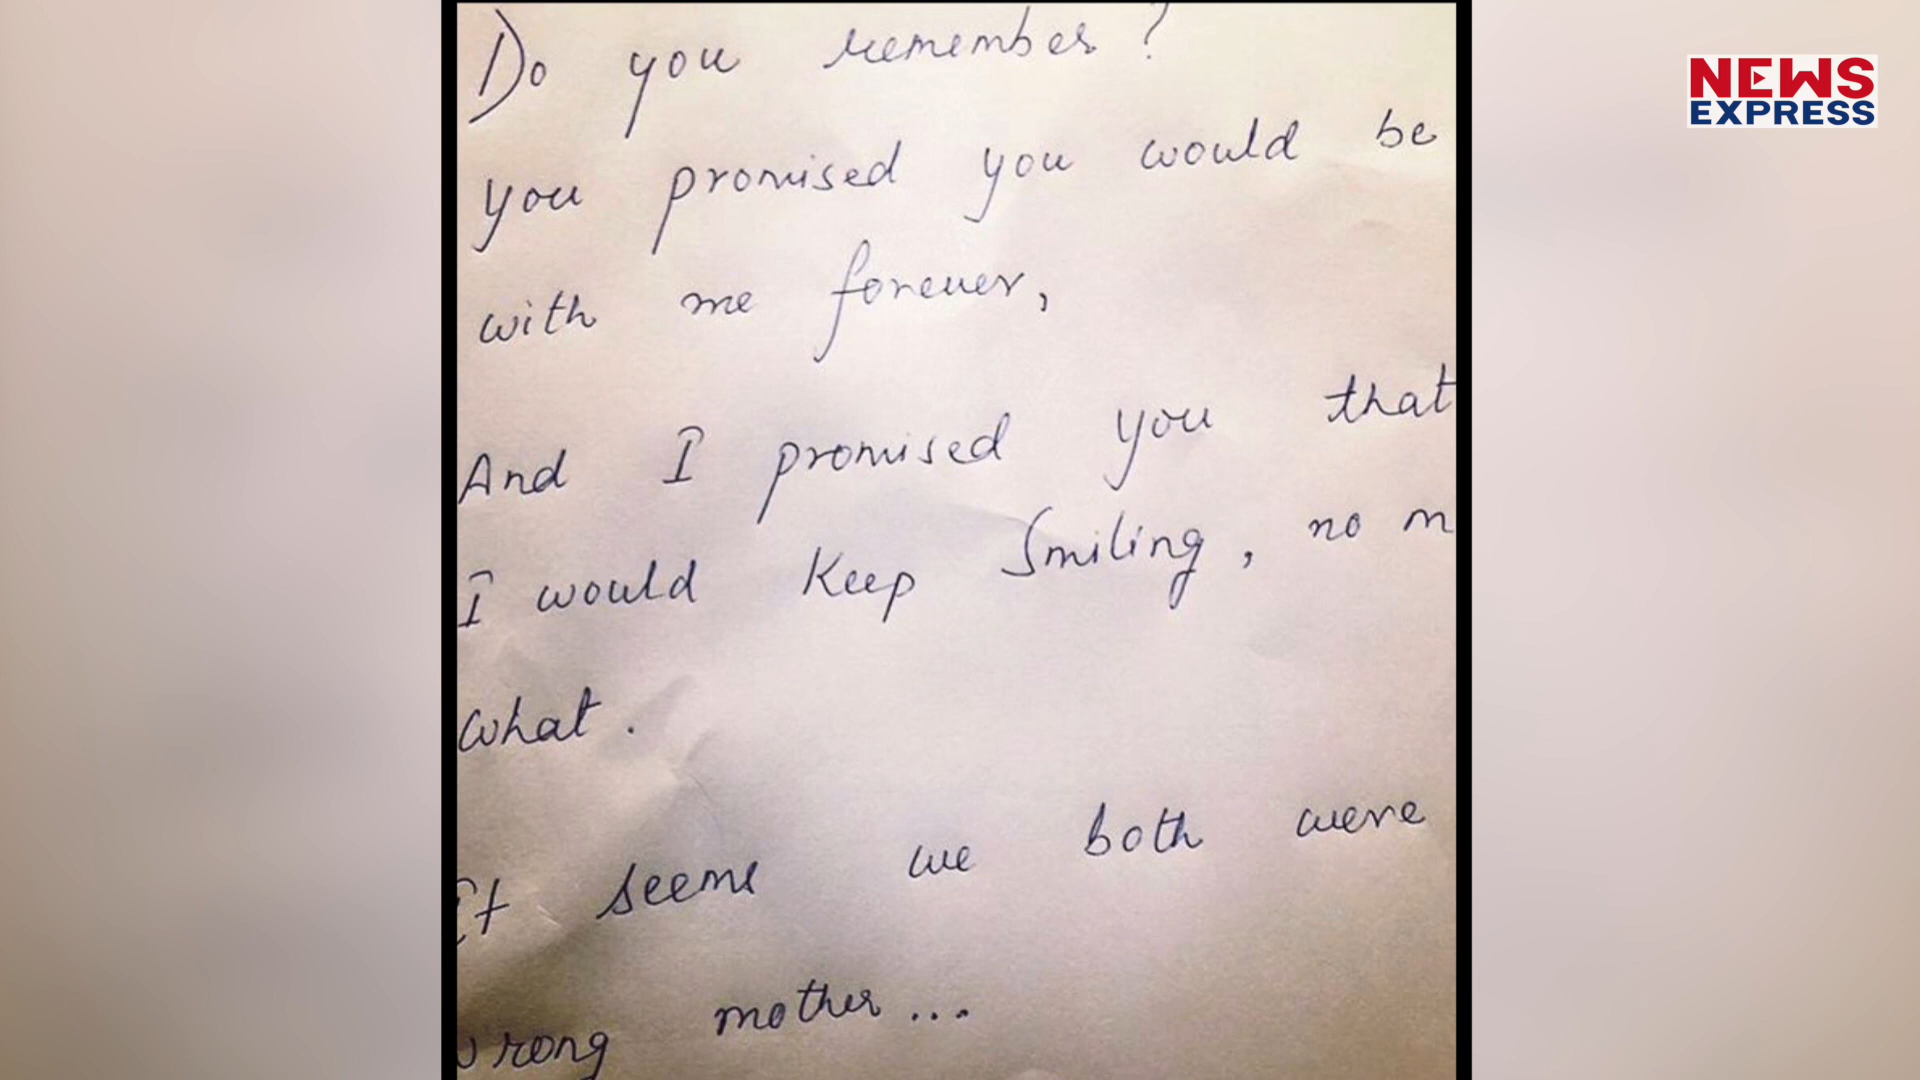 Do you remember?
you promised you would be
with me forever,
And I promised you that
I would keep smiling, no m
what.
It seems we both were
wrong mother...
NEWS
EXPRESS